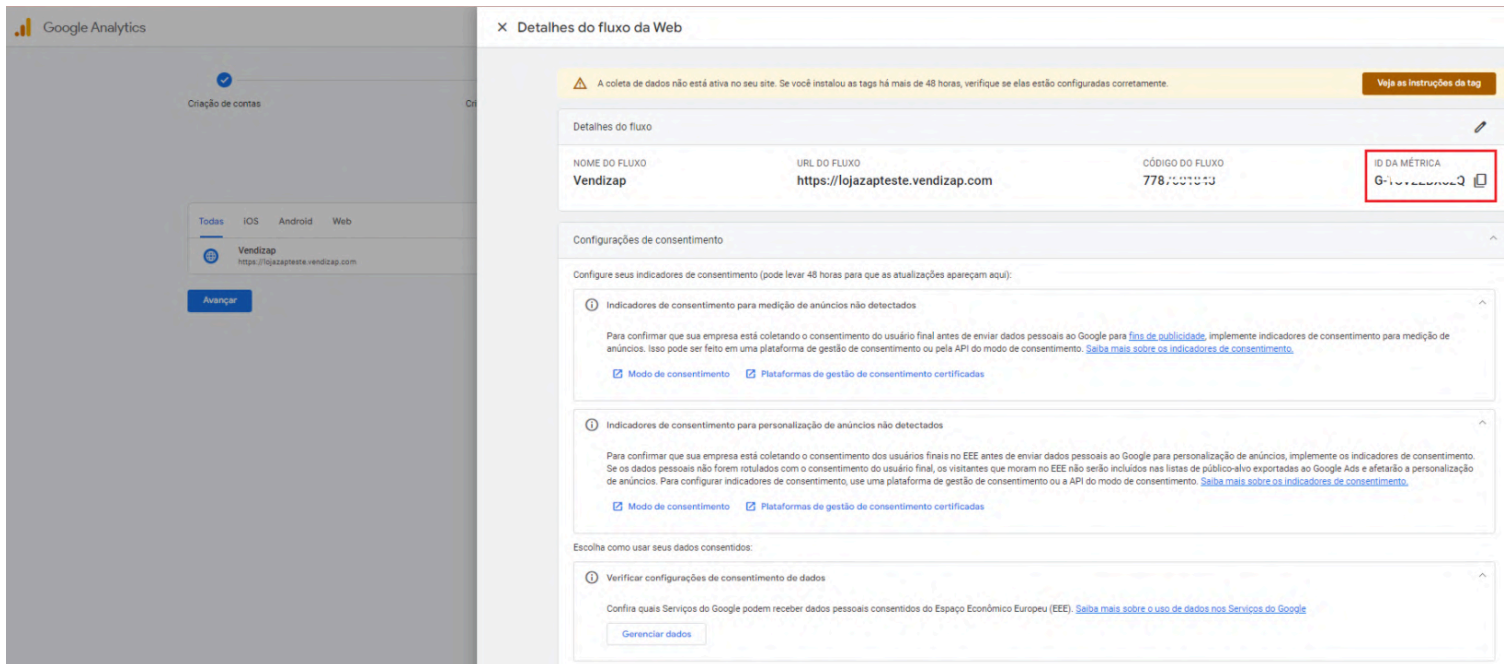 Google Analytics
Criação de contas
Todas iOS Android Web
Vendizap
https://lojazapteste.vendizap.com
Avançar
Detalhes do fluxo da Web
A coleta de dados não está ativa no seu site. Se você instalou as tags há mais de 48 horas, verifique se elas estão configuradas corretamente.
Veja as instruções da tag
Detalhes do fluxo
NOME DO FLUXO URL DO FLUXO CÓDIGO DO FLUXO ID DA MÉTRICA
Vendizap https://lojazapteste.vendizap.com
Configurações de consentimento
Configure seus indicadores de consentimento (pode levar 48 horas para que as atualizações apareçam aqui):
Indicadores de consentimento para medição de anúncios não detectados
Para confirmar que sua empresa está coletando o consentimento do usuário final antes de enviar dados pessoais ao Google para fins de publicidade, implemente indicadores de consentimento para medição de
anúncios. Isso pode ser feito em uma plataforma de gestão de consentimento ou pela API do modo de consentimento. Saiba mais sobre os indicadores de consentimento.
Modo de consentimento Plataformas de gestão de consentimento certificadas
Indicadores de consentimento para personalização de anúncios não detectados
Para confirmar que sua empresa está coletando o consentimento dos usuários finais no EEE antes de enviar dados pessoais ao Google para personalização de anúncios, implemente os indicadores de consentimento.
Se os dados pessoais não forem rotulados com o consentimento do usuário final, os visitantes que moram no EEE não serão incluídos nas listas de público-alvo exportadas ao Google Ads e afetarão a personalização
de anúncios. Para configurar indicadores de consentimento, use uma plataforma de gestão de consentimento ou a API do modo de consentimento. Saiba mais sobre os indicadores de consentimento.
Modo de consentimento Plataformas de gestão de consentimento certificadas
Escolha como usar seus dados consentidos:
Verificar configurações de consentimento de dados
Confira quais Serviços do Google podem receber dados pessoais consentidos do Espaço Econômico Europeu (EEE). Saiba mais sobre o uso de dados nos Serviços do Google
Gerenciar dados